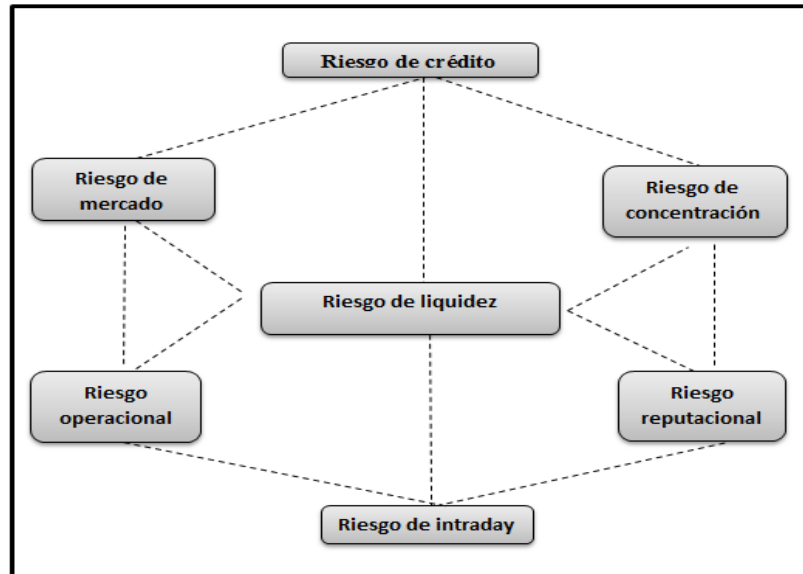 Riesgo de crédito
Riesgo de
mercado
Riesgo de
concentración
Riesgo de liquidez
Riesgo
operacional
Riesgo
reputacional
Riesgo de intraday